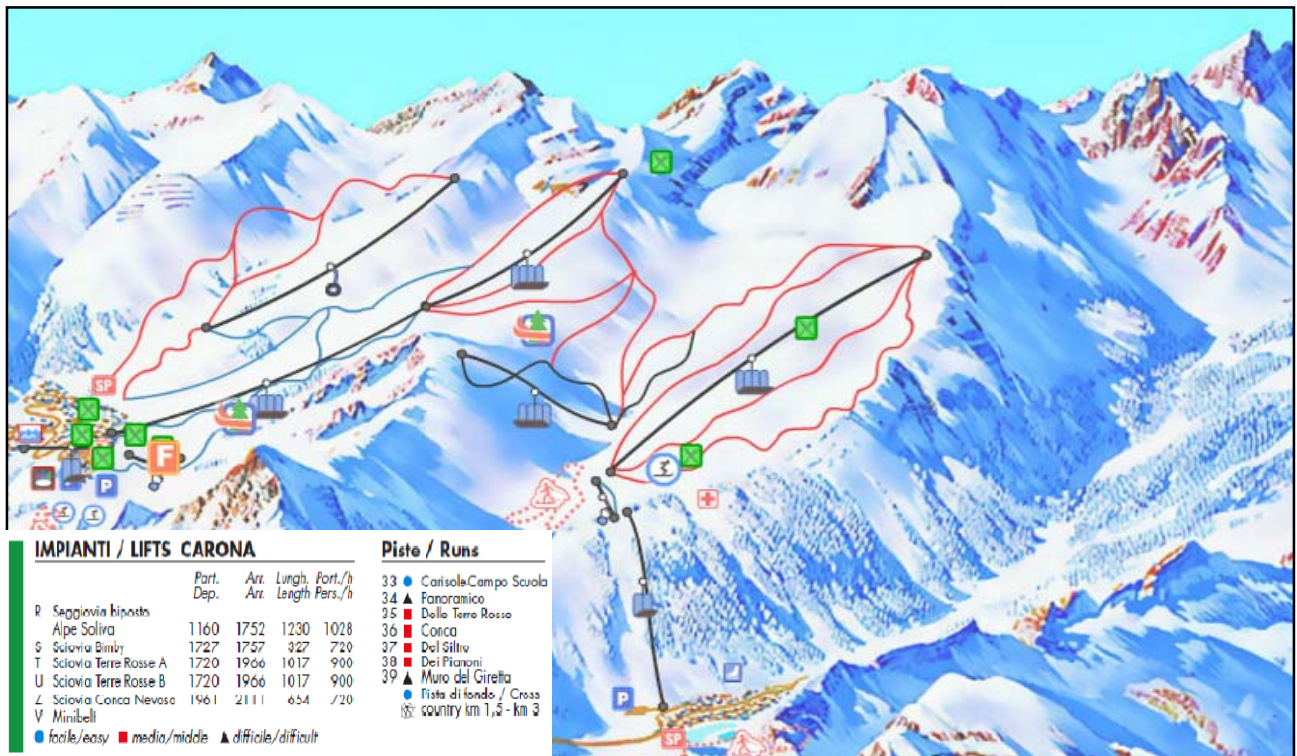 SP
F
P
P
SP
IMPIANTI / LIFTS CARONA
Part. Arr. Lungh. Port./h
Dep. Arr. Length Pers./h
R Seggiovia biposto
Alpe Soliva 1160 1752 1230 1028
S Sciovia Bimby 1727 1757 327 720
T Sciovia Terre Rosse A 1720 1966 1017 900
U Sciovia Terre Rosse B 1720 1966 1017 900
Z Sciovia Conca Nevosa 1961 2111 654 720
V Minibelt
facile/easy media/middle difficile/difficult
Piste / Runs
33 Carisole Campo Scuola
34 Panoramico
35 Delle Terre Rosse
36 Conca
37 Del
38 Dei Pianoni
39 Muro del Giretta
Pista di fondo / Cross
country km 1,5 - km 3